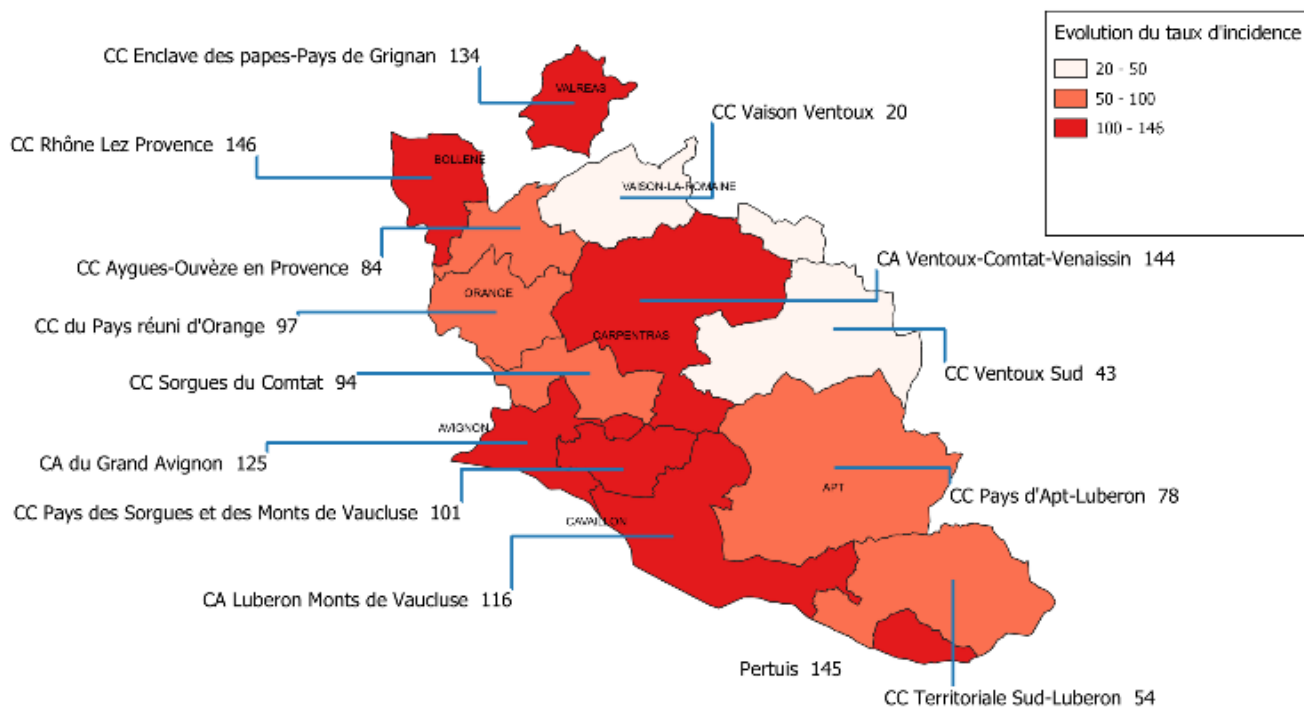 Evolution du taux d'incidence
20 - 50
50 - 100
100 - 146
CC Enclave des papes-Pays de Grignan 134
VALREAS
CC Vaison Ventoux 20
CC Rhône Lez Provence 146
BOLLENE
VAISON-LA-ROMAINE
CC Aygues-Ouvèze en Provence 84
CA Ventoux-Comtat-Venaissin 144
ORANGE
CC du Pays réuni d'Orange 97
CARPENTRAS
CC Sorgues du Comtat 94
CC Ventoux Sud 43
AVIGNON
CA du Grand Avignon 125
APT
CC Pays d'Apt-Luberon 78
CC Pays des Sorgues et des Monts de Vaucluse 101
CAVAILLON
CA Luberon Monts de Vaucluse 116
Pertuis 145
CC Territoriale Sud-Luberon 54